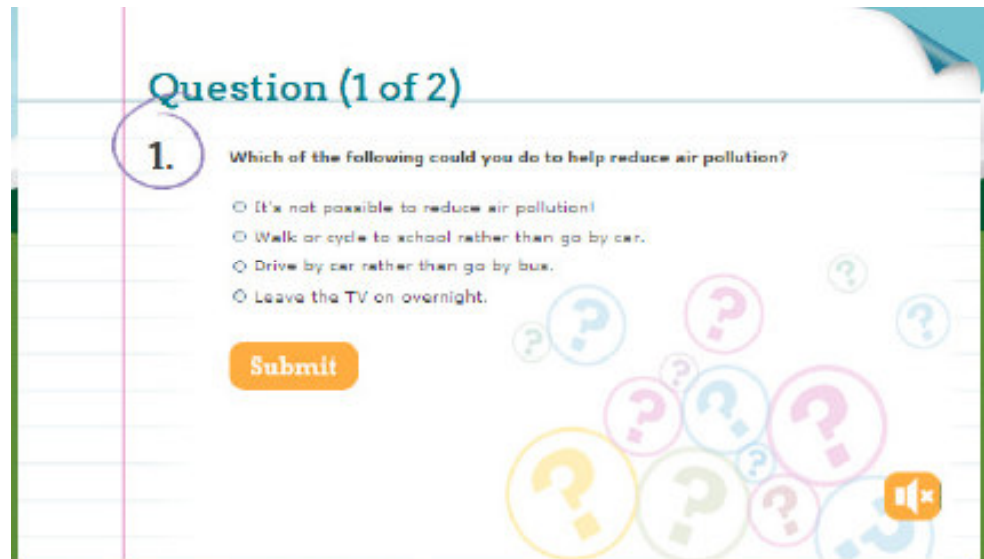 Question (1 of 2)
1.
Which of the following could you do to help reduce air pollution?
It's not possible to reduce air pollution!
Walk or cycle to school rather than go by car.
Drive by car rather than go by bus.
Leave the TV on overnight.
Submit